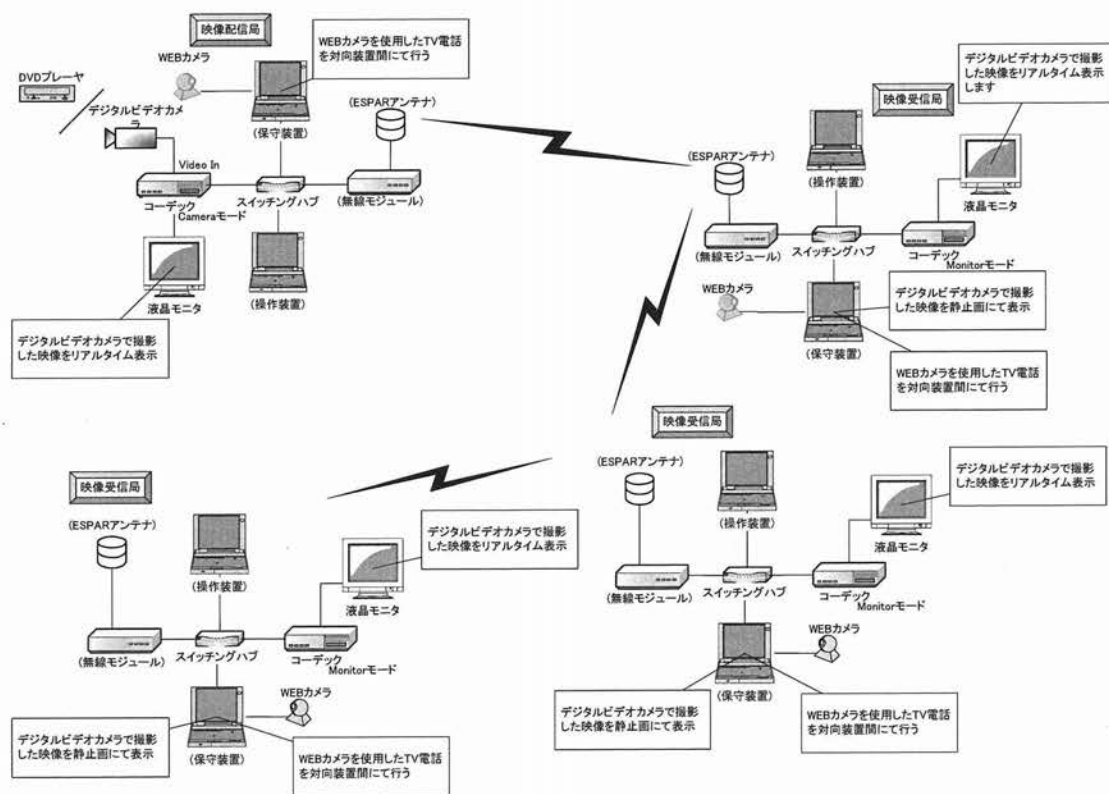 映像配信局
WEBカメラ
WEBカメラを使用したTV電話
を対向装置間にて行う
DVDプレーヤ
デジタルビデオカメ
ラ
(保守装置)
(ESPARアンテナ)
Video In
コーデック
Cameraモード
スイッチングハブ
(無線モジュール)
液晶モニタ
(操作装置)
デジタルビデオカメラで撮影
した映像をリアルタイム表示
デジタルビデオカメラで撮影
した映像をリアルタイム表示
します
映像受信局
(ESPARアンテナ)
(操作装置)
液晶モニタ
(無線モジュール)
スイッチングハブ
コーデック
Monitorモード
WEBカメラ
(保守装置)
デジタルビデオカメラで撮影
した映像を静止画にて表示
WEBカメラを使用したTV電話
を対向装置間にて行う
映像受信局
(ESPARアンテナ)
(操作装置)
デジタルビデオカメラで撮影
した映像をリアルタイム表示
液晶モニタ
(無線モジュール)
スイッチングハブ
コーデック
Monitorモード
WEBカメラ
(保守装置)
デジタルビデオカメラで撮影
した映像を静止画にて表示
WEBカメラを使用したTV電話
を対向装置間にて行う
映像受信局
(ESPARアンテナ)
(操作装置)
デジタルビデオカメラで撮影
した映像をリアルタイム表示
液晶モニタ
(無線モジュール)
スイッチングハブ
コーデック
Monitorモード
WEBカメラ
(保守装置)
デジタルビデオカメラで撮影
した映像を静止画にて表示
WEBカメラを使用したTV電話
を対向装置間にて行う